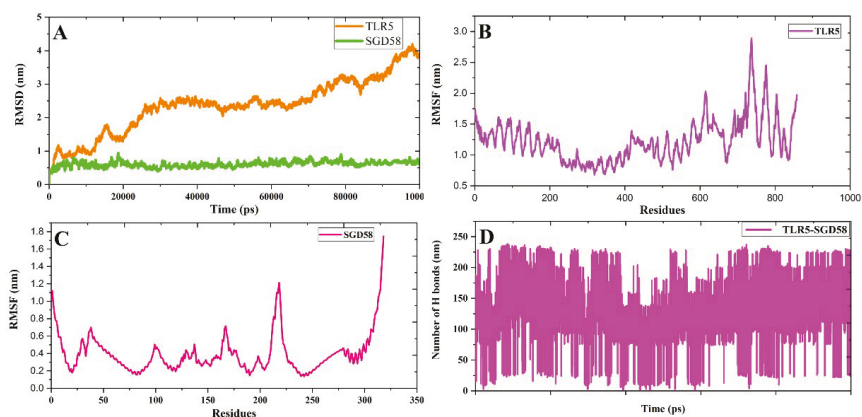 A
TLR5
SGD58
RMSD (nm)
5
4
3
2
1
0
0
20000
40000
60000
80000
1000
Time (ps)
B
TLR5
RMSF (nm)
3.0
2.5
2.0
1.5
1.0
0.5
0
200
400
600
800
1000
Residues
C
SGD58
RMSF (nm)
1.8
1.6
1.4
1.2
1.0
0.8
0.6
0.4
0.2
0.0
0
50
100
150
200
250
300
350
Residues
D
TLR5-SGD58
Number of H bonds (nm)
250
200
150
100
50
0
Time (ps)